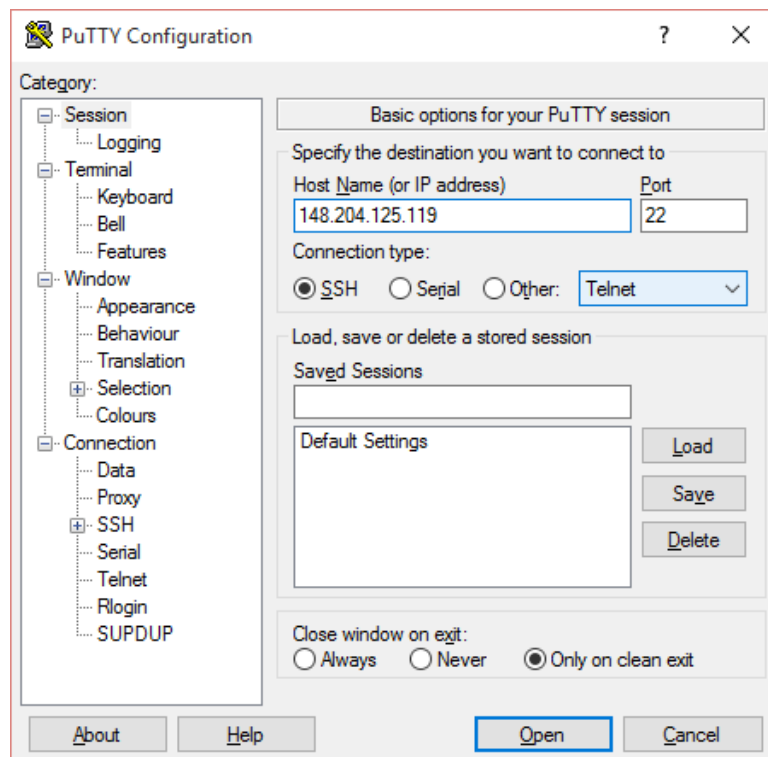 PuTTY Configuration
?
Category:
Session
Logging
Terminal
Keyboard
Bell
Features
Window
Appearance
Behaviour
Translation
Selection
Colours
Connection
Data
Proxy
SSH
Serial
Telnet
Rlogin
SUPDUP
Basic options for your PuTTY session
Specify the destination you want to connect to
Host Name (or IP address) Port
148.204.125.119 22
Connection type:
SSH Serial Other: Telnet
Load, save or delete a stored session
Saved Sessions
Default Settings
Load
Save
Delete
Close window on exit:
Always Never Only on clean exit
About Help Open Cancel